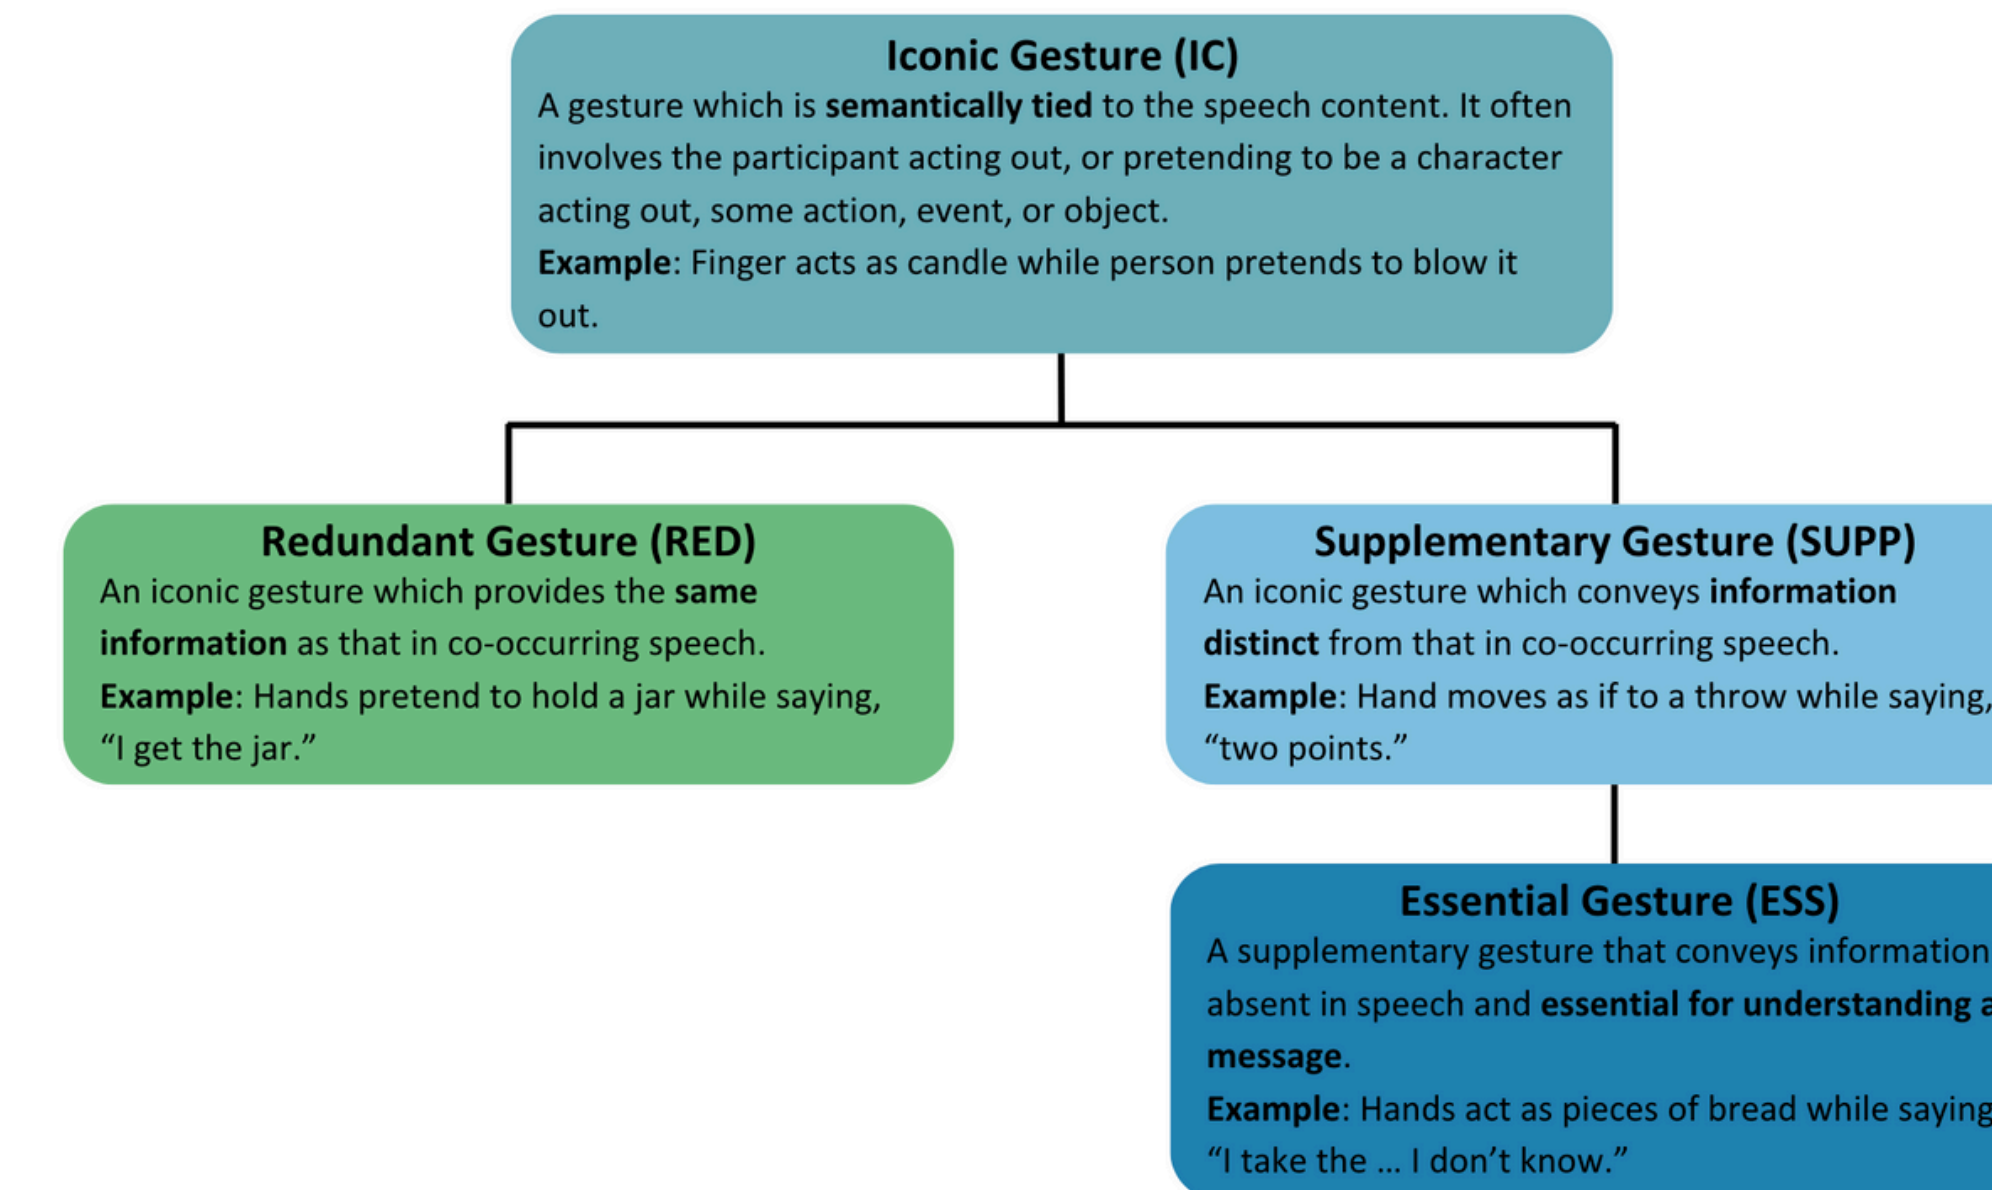 Iconic Gesture (IC)
A gesture which is semantically tied to the speech content. It often
involves the participant acting out, or pretending to be a character
acting out, some action, event, or object.
Example: Finger acts as candle while person pretends to blow it
out.
Redundant Gesture (RED)
An iconic gesture which provides the same
information as that in co-occurring speech.
Example: Hands pretend to hold a jar while saying,
“I get the jar.”
Supplementary Gesture (SUPP)
An iconic gesture which conveys information
distinct from that in co-occurring speech.
Example: Hand moves as if to a throw while saying,
“two points.”
Essential Gesture (ESS)
A supplementary gesture that conveys information
absent in speech and essential for understanding a
message.
Example: Hands act as pieces of bread while saying
“I take the … I don’t know.”